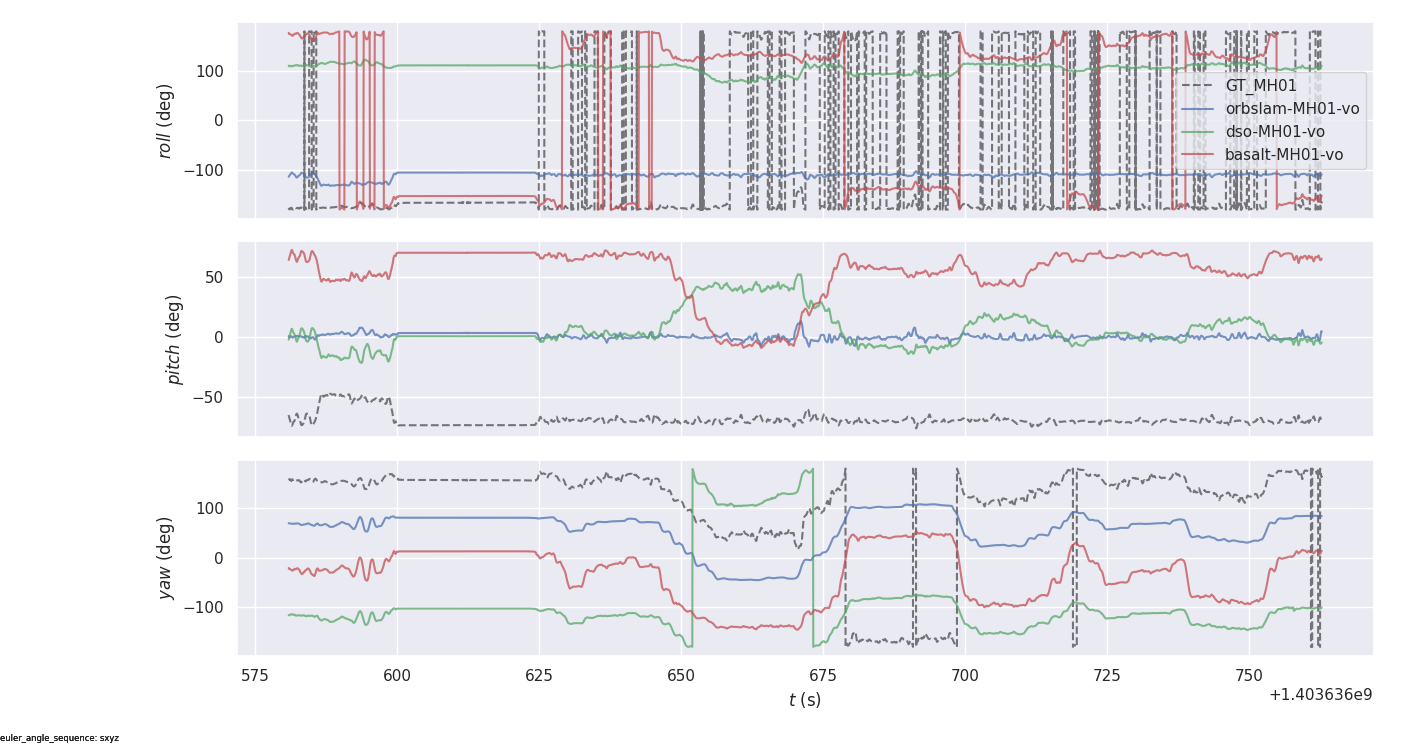 roll (deg)
100
0
−100
GT_MH01
orbslam-MH01-vo
dso-MH01-vo
basalt-MH01-vo
pitch (deg)
50
0
−50
yaw (deg)
100
0
−100
575 600 625 650 675 700 725 750
t (s)
+1.403636e9
euler_angle_sequence: sxyz